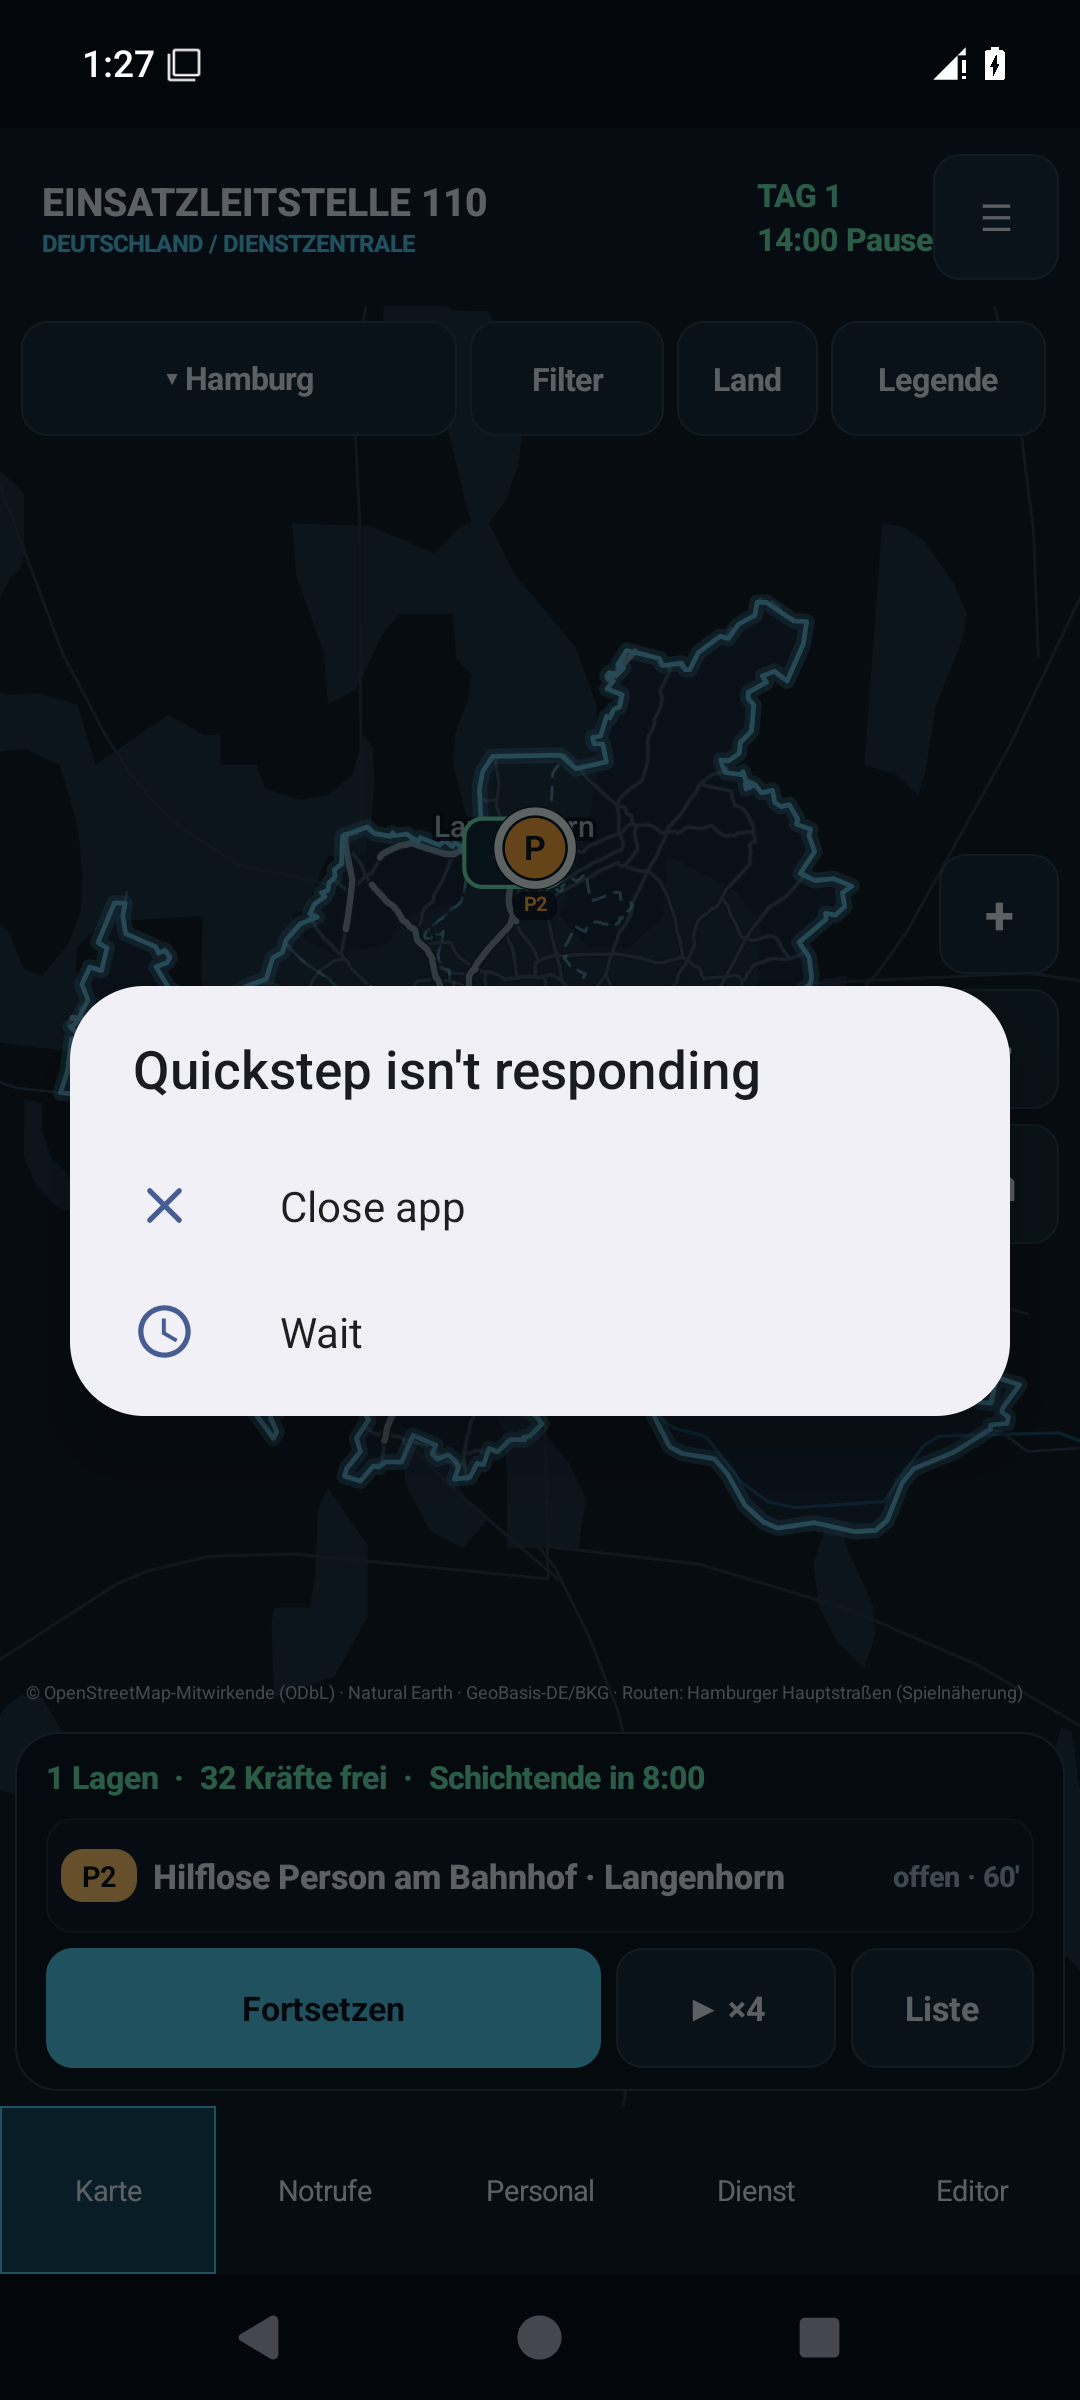 1:27
EINSATZLEITSTELLE 110
DEUTSCHLAND / DIENSTZENTRALE
TAG 1
14:00 Pause
▾ Hamburg
Filter
Land
Legende
P
P2
+
Quickstep isn't responding
Close app
Wait
© OpenStreetMap-Mitwirkende (ODbL) · Natural Earth · GeoBasis-DE/BKG · Routen: Hamburger Hauptstraßen (Spielnäherung)
1 Lagen · 32 Kräfte frei · Schichtende in 8:00
P2 Hilflose Person am Bahnhof · Langenhorn offen · 60'
Fortsetzen
► ×4
Liste
Karte
Notrufe
Personal
Dienst
Editor